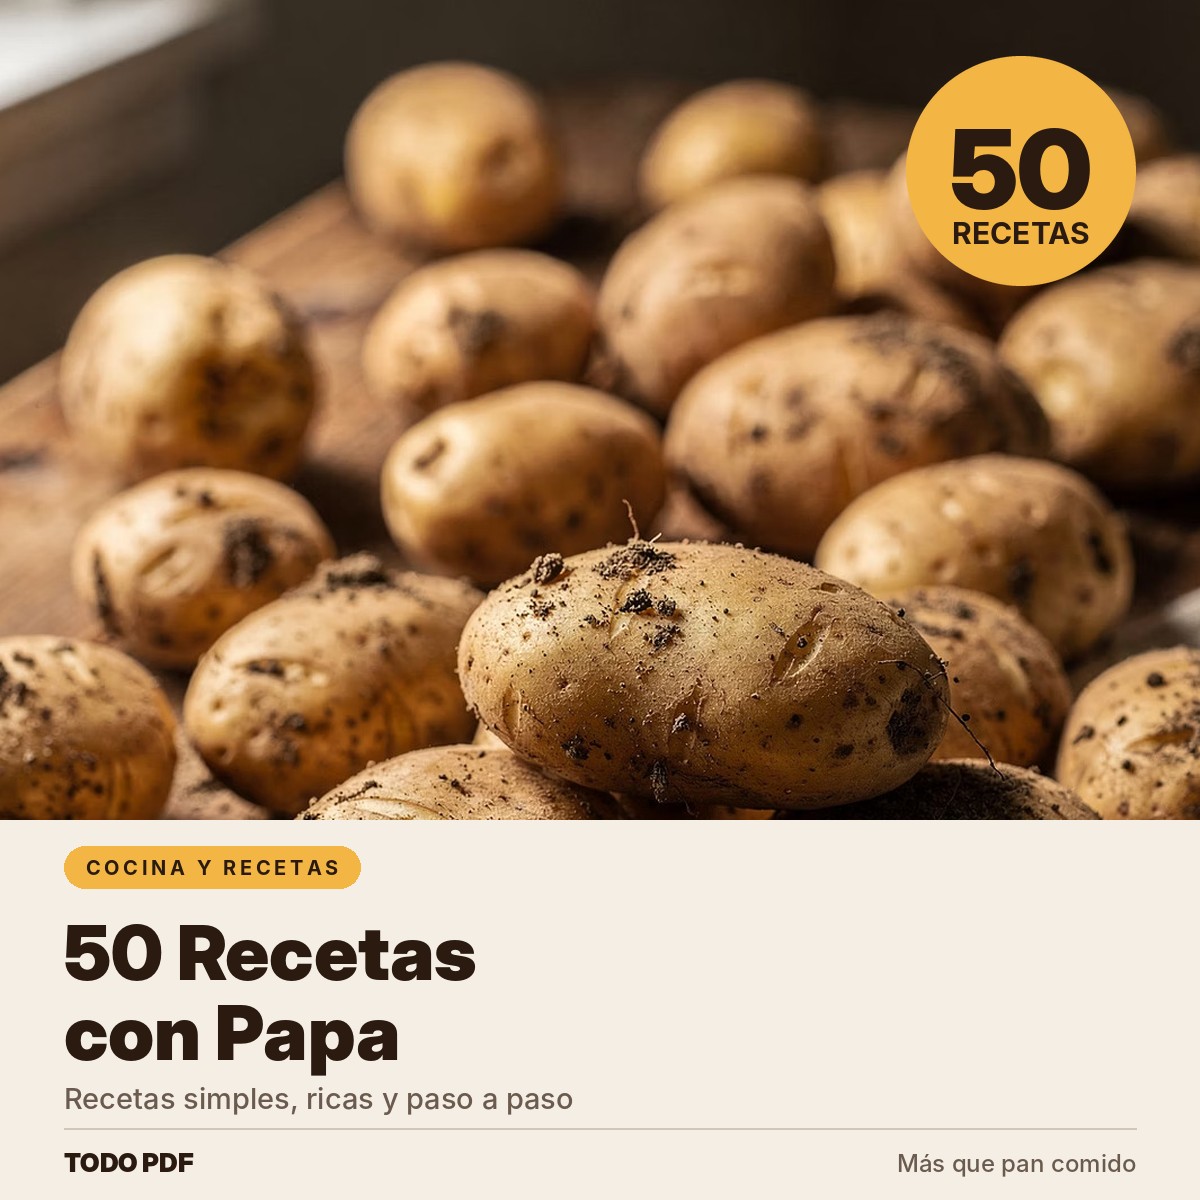 50
RECETAS
COCINA Y RECETAS
50 Recetas
con Papa
Recetas simples, ricas y paso a paso
TODO PDF
Más que pan comido